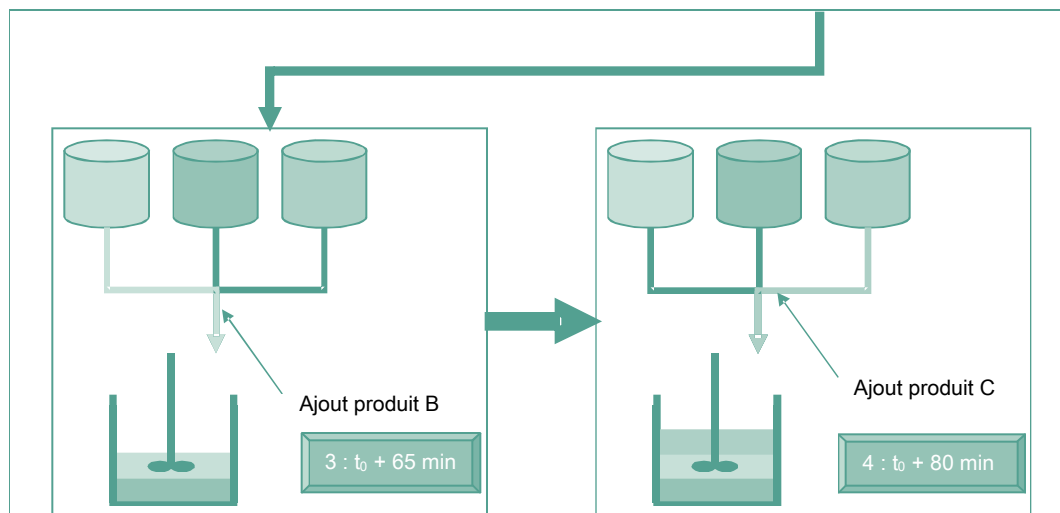 Ajout produit B
3 : t₀ + 65 min
Ajout produit C
4 : t₀ + 80 min